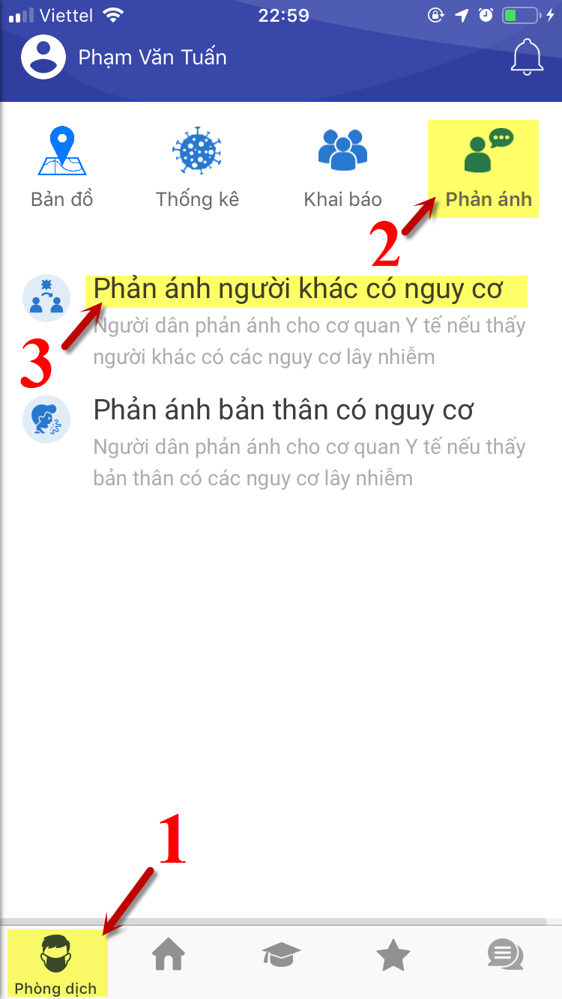 Viettel 22:59
Phạm Văn Tuấn
Bản đồ Thống kê Khai báo Phản ánh
2
Phản ánh người khác có nguy cơ
Người dân phản ánh cho cơ quan Y tế nếu thấy
người khác có các nguy cơ lây nhiễm
3
Phản ánh bản thân có nguy cơ
Người dân phản ánh cho cơ quan Y tế nếu thấy
bản thân có các nguy cơ lây nhiễm
1
Phòng dịch